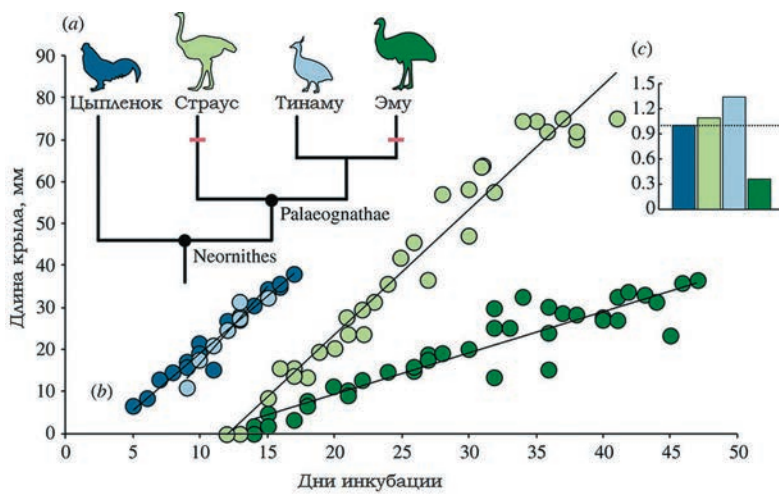 (a)
Цыпленок Страус Тинаму Эму
Palaeognathae
Neornithes
(b)
Длина крыла, мм
90
80
70
60
50
40
30
20
10
0
0 5 10 15 20 25 30 35 40 45 50
Дни инкубации
(c)
1.5
1.2
0.9
0.6
0.3
0